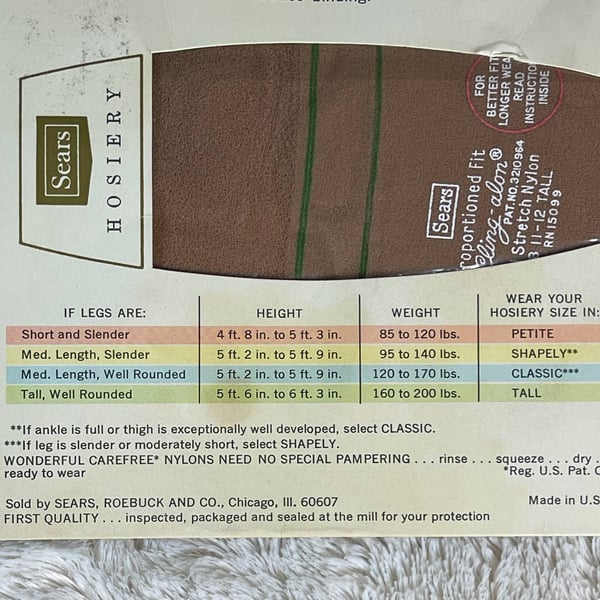 binding.
Sears
HOSIERY
FOR
BETTER FIT
LONGER WEA
READ
INSTRUCTIO
INSIDE
Sears
roportioned Fit
ling-alon®
PAT.NO.3210964
Stretch Nylon
11-12 TALL
RN 15099
IF LEGS ARE: HEIGHT WEIGHT WEAR YOUR HOSIERY SIZE IN:
Short and Slender 4 ft. 8 in. to 5 ft. 3 in. 85 to 120 lbs. PETITE
Med. Length, Slender 5 ft. 2 in. to 5 ft. 9 in. 95 to 140 lbs. SHAPELY**
Med. Length, Well Rounded 5 ft. 2 in. to 5 ft. 9 in. 120 to 170 lbs. CLASSIC***
Tall, Well Rounded 5 ft. 6 in. to 6 ft. 3 in. 160 to 200 lbs. TALL
**If ankle is full or thigh is exceptionally well developed, select CLASSIC.
***If leg is slender or moderately short, select SHAPELY.
WONDERFUL CAREFREE* NYLONS NEED NO SPECIAL PAMPERING . . . rinse . . . squeeze . . . dry .
ready to wear *Reg. U.S. Pat. O
Sold by SEARS, ROEBUCK AND CO., Chicago, Ill. 60607 Made in U.S
FIRST QUALITY . . . inspected, packaged and sealed at the mill for your protection